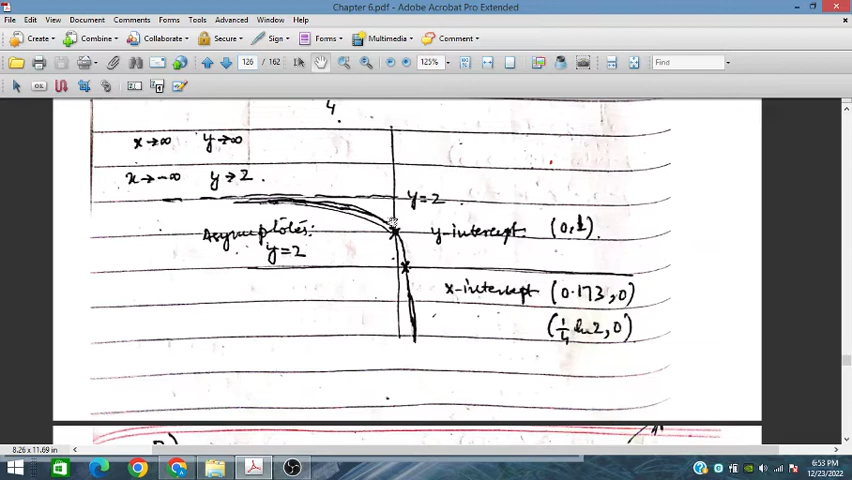 Chapter 6.pdf - Adobe Acrobat Pro Extended
File Edit View Document Comments Forms Tools Advanced Window Help
Create Combine Collaborate Secure Sign Forms Multimedia Comment
126 / 162 125% Find
4
x→∞ y→∞
x→-∞ y→2.
y=2
Asymptotes:
y=2
y-intercept (0,1).
x-intercept (0.173,0)
(1/4 ln2,0)
8.26 x 11.69 in
6:53 PM
12/23/2022